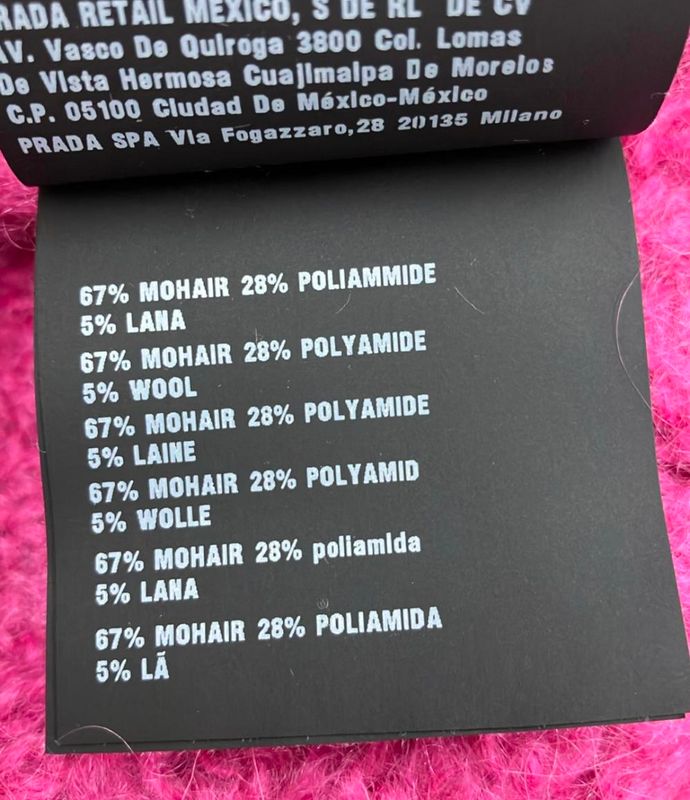 RADA RETAIL MEXICO, S DE RL DE CV
AV. Vasco De Quiroga 3800 Col. Lomas
De Vista Hermosa Cuajimalpa De Morelos
C.P. 05100 Ciudad De México-México
PRADA SPA Via Fogazzaro,28 20135 Milano
67% MOHAIR 28% POLIAMMIDE
5% LANA
67% MOHAIR 28% POLYAMIDE
5% WOOL
67% MOHAIR 28% POLYAMIDE
5% LAINE
67% MOHAIR 28% POLYAMID
5% WOLLE
67% MOHAIR 28% poliamida
5% LANA
67% MOHAIR 28% POLIAMIDA
5% LÃ